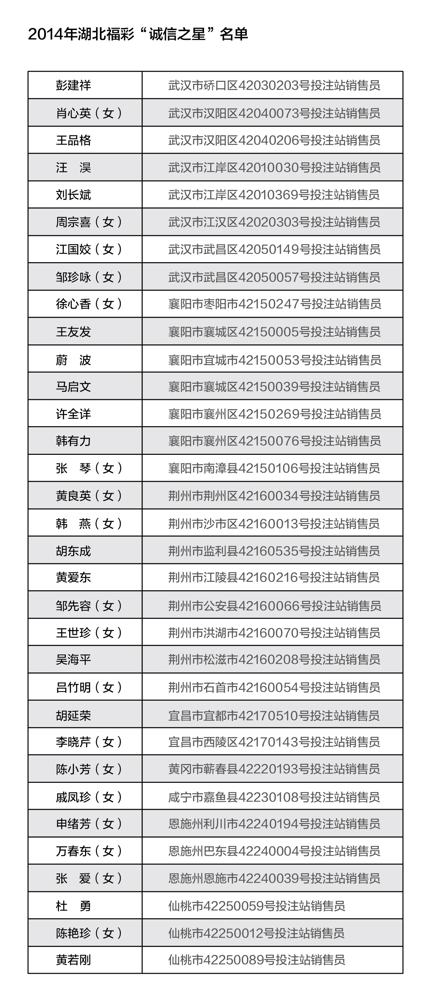 2014年湖北福彩“诚信之星”名单
彭建祥 武汉市硚口区42030203号投注站销售员
肖心英（女） 武汉市汉阳区42040073号投注站销售员
王品格 武汉市汉阳区42040206号投注站销售员
汪　淏 武汉市江岸区42010030号投注站销售员
刘长斌 武汉市江岸区42010369号投注站销售员
周宗喜（女） 武汉市江汉区42020303号投注站销售员
江国姣（女） 武汉市武昌区42050149号投注站销售员
邹珍咏（女） 武汉市武昌区42050057号投注站销售员
徐心香（女） 襄阳市枣阳市42150247号投注站销售员
王友发 襄阳市襄城区42150005号投注站销售员
蔚　波 襄阳市宜城市42150053号投注站销售员
马启文 襄阳市襄城区42150039号投注站销售员
许全详 襄阳市襄州区42150269号投注站销售员
韩有力 襄阳市襄州区42150076号投注站销售员
张　琴（女） 襄阳市南漳县42150106号投注站销售员
黄良英（女） 荆州市荆州区42160034号投注站销售员
韩　燕（女） 荆州市沙市区42160013号投注站销售员
胡东成 荆州市监利县42160535号投注站销售员
黄爱东 荆州市江陵县42160216号投注站销售员
邹先容（女） 荆州市公安县42160066号投注站销售员
王世珍（女） 荆州市洪湖市42160070号投注站销售员
吴海平 荆州市松滋市42160208号投注站销售员
吕竹明（女） 荆州市石首市42160054号投注站销售员
胡延荣 宜昌市宜都市42170510号投注站销售员
李晓芹（女） 宜昌市西陵区42170143号投注站销售员
陈小芳（女） 黄冈市蕲春县42220193号投注站销售员
戚凤珍（女） 咸宁市嘉鱼县42230108号投注站销售员
申绪芳（女） 恩施州利川市42240194号投注站销售员
万春东（女） 恩施州巴东县42240004号投注站销售员
张　爱（女） 恩施州恩施市42240039号投注站销售员
杜　勇 仙桃市42250059号投注站销售员
陈艳珍（女） 仙桃市42250012号投注站销售员
黄若刚 仙桃市42250089号投注站销售员